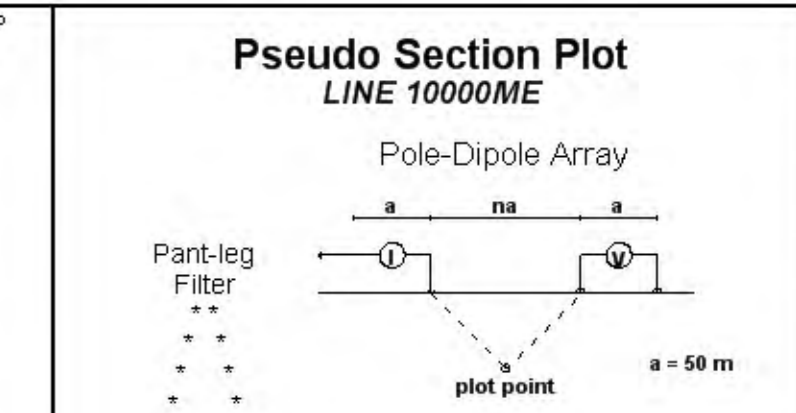 Pseudo Section Plot
LINE 10000ME
Pole-Dipole Array
a na a
Pant-leg
Filter
I V
* *
* *
* *
* *
plot point
a = 50 m